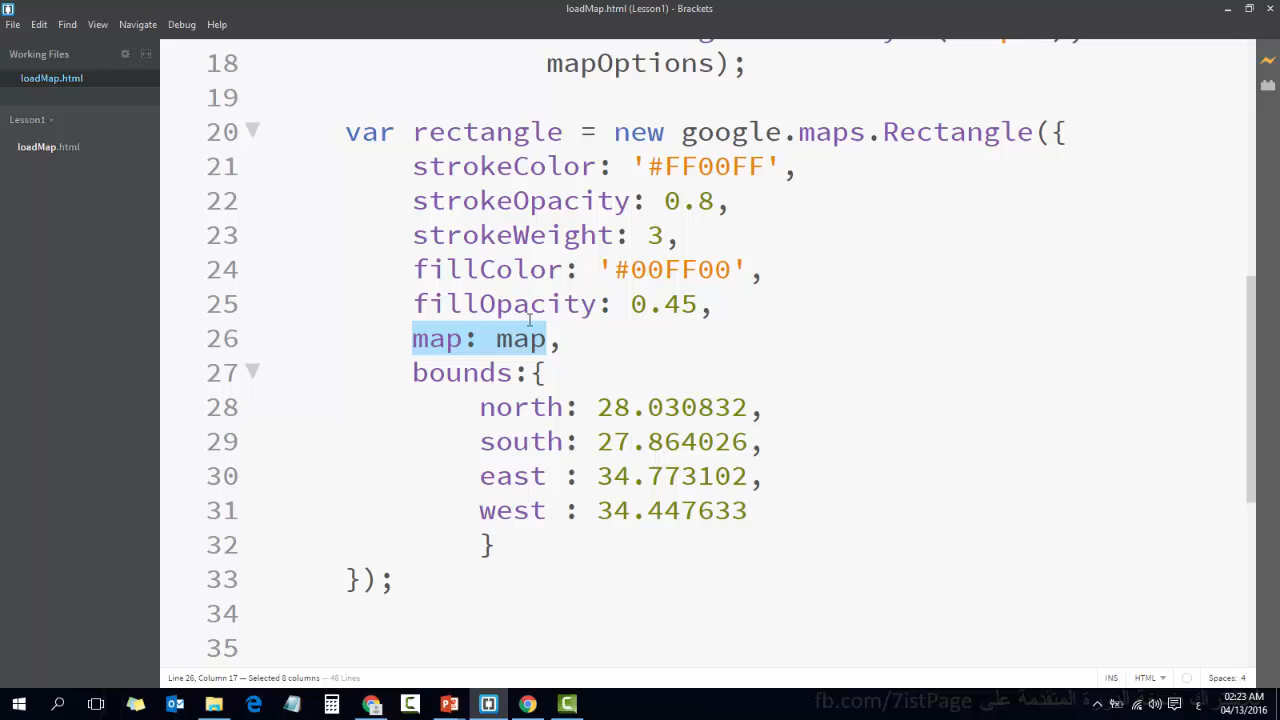 loadMap.html (Lesson1) - Brackets
File Edit Find View Navigate Debug Help
Working Files
loadMap.html
Lesson1
loadMap.html
18 mapOptions);
19
20 var rectangle = new google.maps.Rectangle({
21 strokeColor: '#FF00FF',
22 strokeOpacity: 0.8,
23 strokeWeight: 3,
24 fillColor: '#00FF00',
25 fillOpacity: 0.45,
26 map: map,
27 bounds:{
28 north: 28.030832,
29 south: 27.864026,
30 east : 34.773102,
31 west : 34.447633
32 }
33 });
34
35
Line 26, Column 17 — Selected 8 columns — 48 Lines
INS HTML Spaces: 4
fb.com/7istPage
02:23 AM
04/13/2016